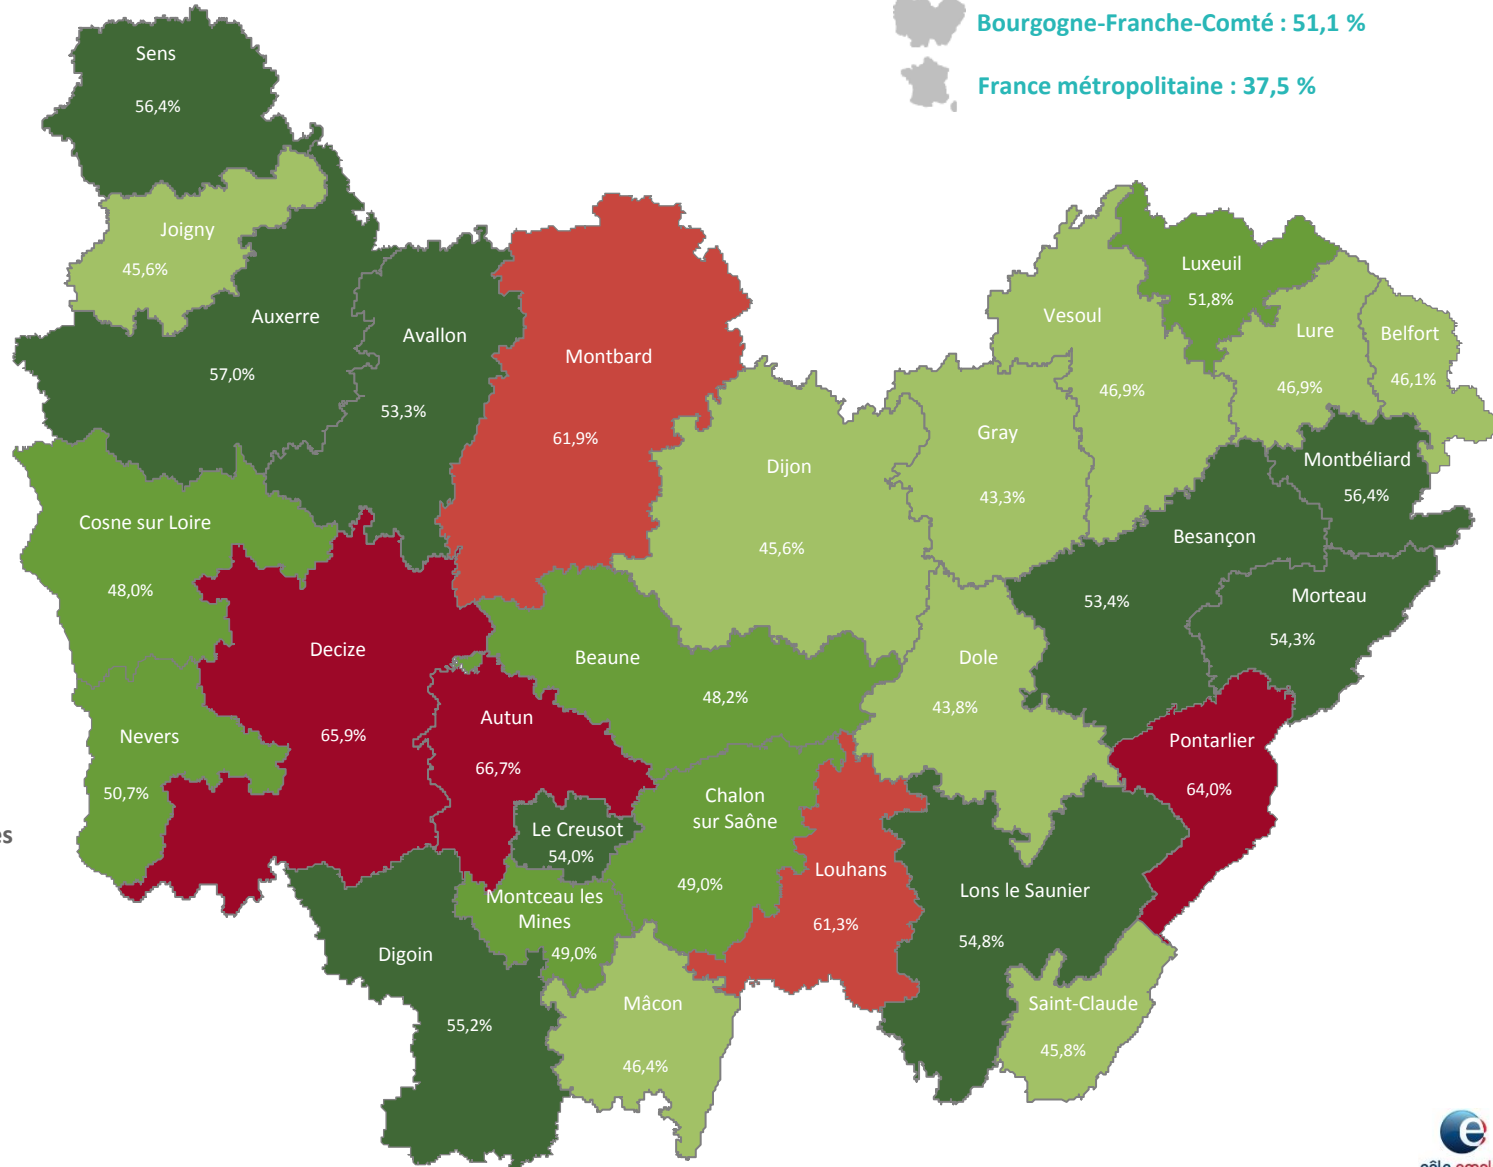 Bourgogne-Franche-Comté : 51,1 %
France métropolitaine : 37,5 %
Sens
56,4%
Joigny
45,6%
Auxerre
57,0%
Avallon
53,3%
Montbard
61,9%
Luxeuil
51,8%
Vesoul
46,9%
Lure
46,9%
Belfort
46,1%
Gray
43,3%
Dijon
45,6%
Montbéliard
56,4%
Besançon
53,4%
Morteau
54,3%
Cosne sur Loire
48,0%
Decize
65,9%
Beaune
48,2%
Dole
43,8%
Nevers
50,7%
Autun
66,7%
Pontarlier
64,0%
Chalon
sur Saône
49,0%
Le Creusot
54,0%
Louhans
61,3%
Montceau les
Mines
49,0%
Lons le Saunier
54,8%
Digoin
55,2%
Mâcon
46,4%
Saint-Claude
45,8%